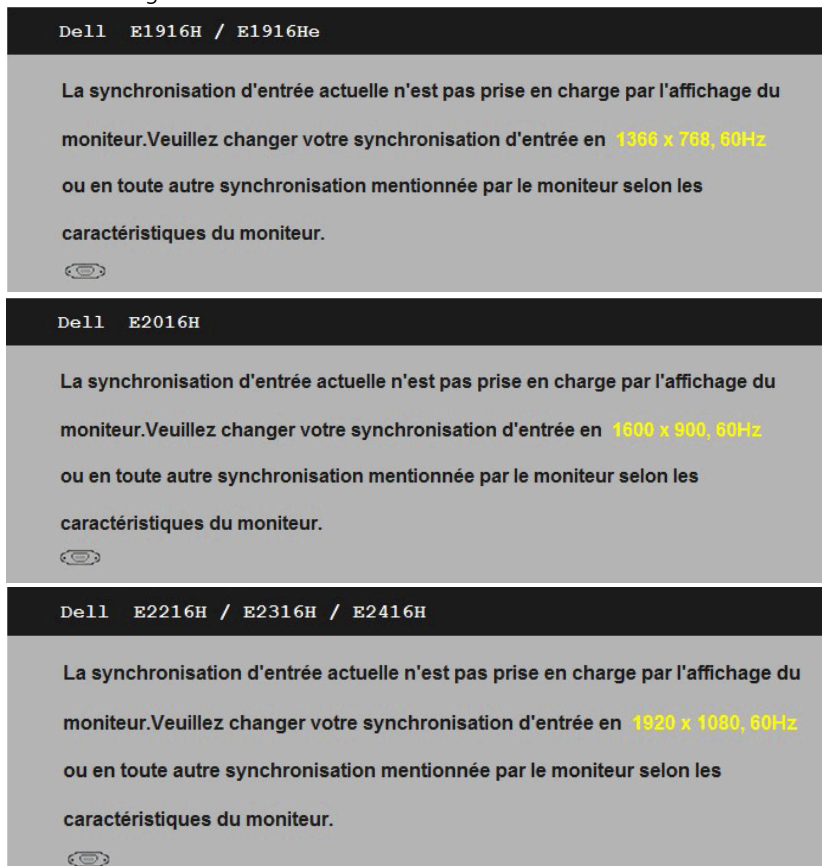 Dell E1916H / E1916He
La synchronisation d'entrée actuelle n'est pas prise en charge par l'affichage du
moniteur.Veuillez changer votre synchronisation d'entrée en 1366 x 768, 60Hz
ou en toute autre synchronisation mentionnée par le moniteur selon les
caractéristiques du moniteur.
Dell E2016H
La synchronisation d'entrée actuelle n'est pas prise en charge par l'affichage du
moniteur.Veuillez changer votre synchronisation d'entrée en 1600 x 900, 60Hz
ou en toute autre synchronisation mentionnée par le moniteur selon les
caractéristiques du moniteur.
Dell E2216H / E2316H / E2416H
La synchronisation d'entrée actuelle n'est pas prise en charge par l'affichage du
moniteur.Veuillez changer votre synchronisation d'entrée en 1920 x 1080, 60Hz
ou en toute autre synchronisation mentionnée par le moniteur selon les
caractéristiques du moniteur.